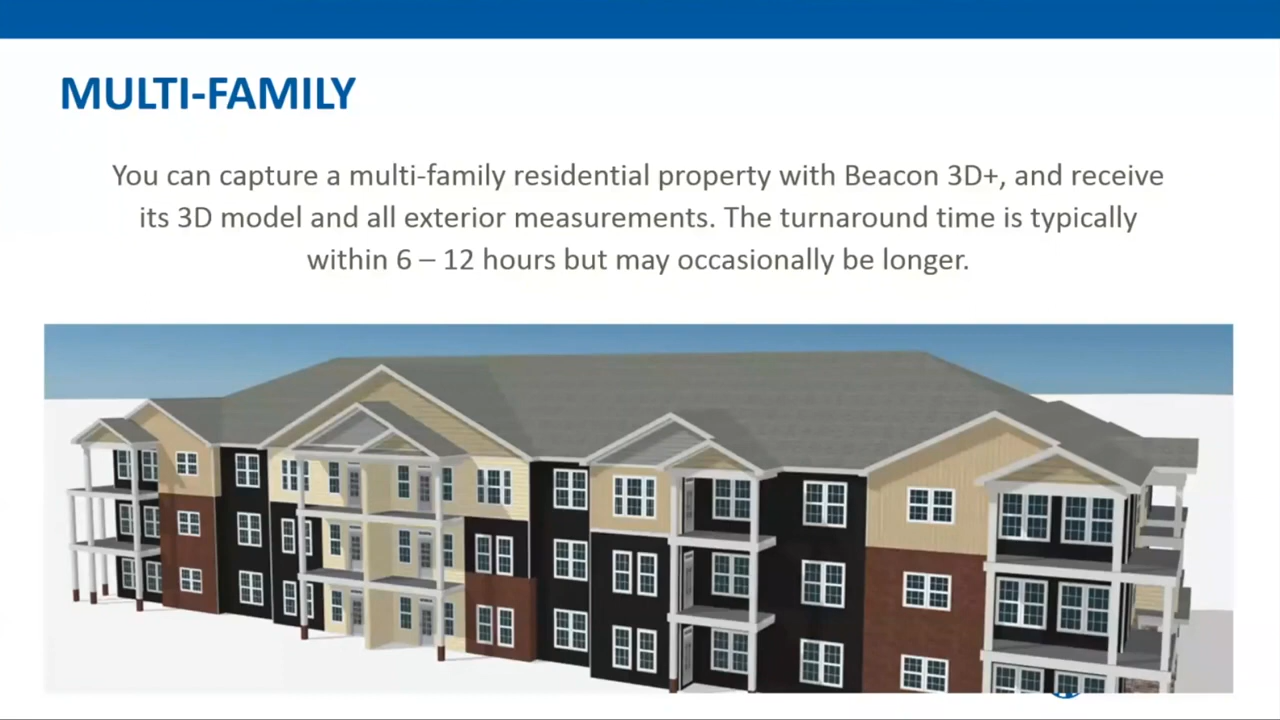 MULTI-FAMILY
You can capture a multi-family residential property with Beacon 3D+, and receive
its 3D model and all exterior measurements. The turnaround time is typically
within 6 – 12 hours but may occasionally be longer.